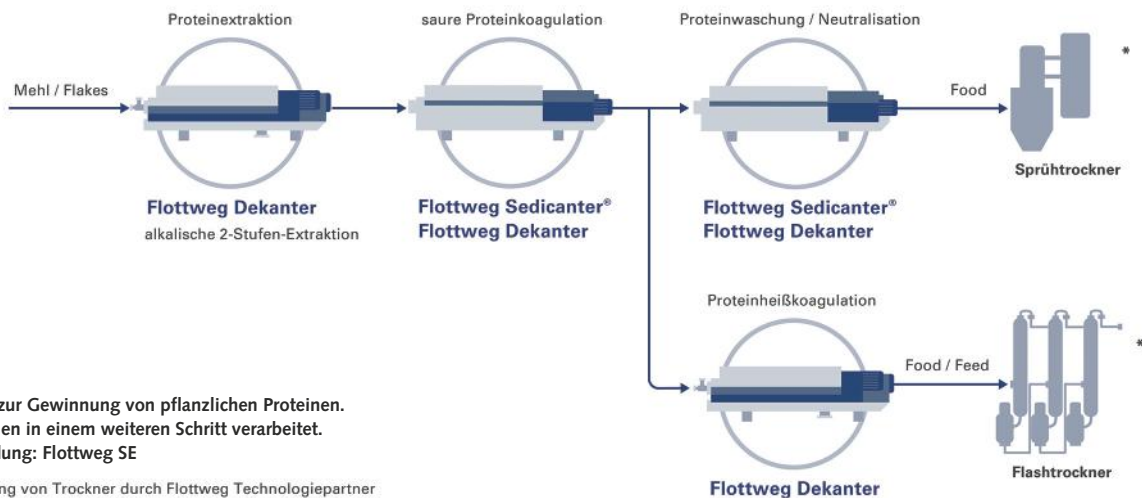 Proteinextraktion
saure Proteinkoagulation
Proteinwaschung / Neutralisation
*
Mehl / Flakes
Food
Sprühtrockner
Flottweg Dekanter
alkalische 2-Stufen-Extraktion
Flottweg Sedicanter®
Flottweg Dekanter
Flottweg Sedicanter®
Flottweg Dekanter
Proteinheißkoagulation
*
Food / Feed
Flashtrockner
Flottweg Dekanter
zur Gewinnung von pflanzlichen Proteinen.
en in einem weiteren Schritt verarbeitet.
lung: Flottweg SE
ng von Trockner durch Flottweg Technologiepartner